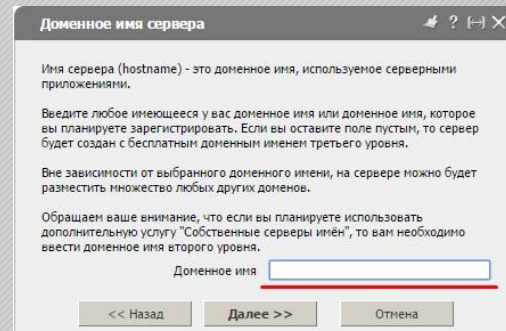 Доменное имя сервера
Имя сервера (hostname) - это доменное имя, используемое серверными
приложениями.
Введите любое имеющееся у вас доменное имя или доменное имя, которое
вы планируете зарегистрировать. Если вы оставите поле пустым, то сервер
будет создан с бесплатным доменным именем третьего уровня.
Вне зависимости от выбранного доменного имени, на сервере можно будет
разместить множество любых других доменов.
Обращаем ваше внимание, что если вы планируете использовать
дополнительную услугу "Собственные серверы имён", то вам необходимо
ввести доменное имя второго уровня.
Доменное имя
<< Назад Далее >> Отмена